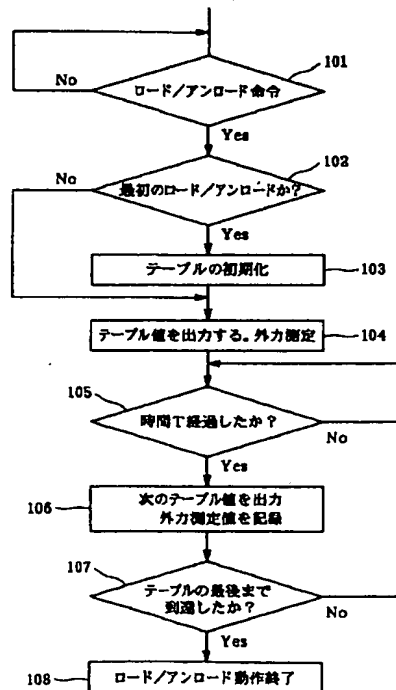 101
No
ロード/アンロード命令
Yes
102
No
最初のロード/アンロードか?
Yes
テーブルの初期化
103
テーブル値を出力する。外力測定
104
105
時間T経過したか?
No
Yes
106
次のテーブル値を出力
外力測定値を記録
107
テーブルの最後まで
到達したか?
No
Yes
108
ロード/アンロード動作終了